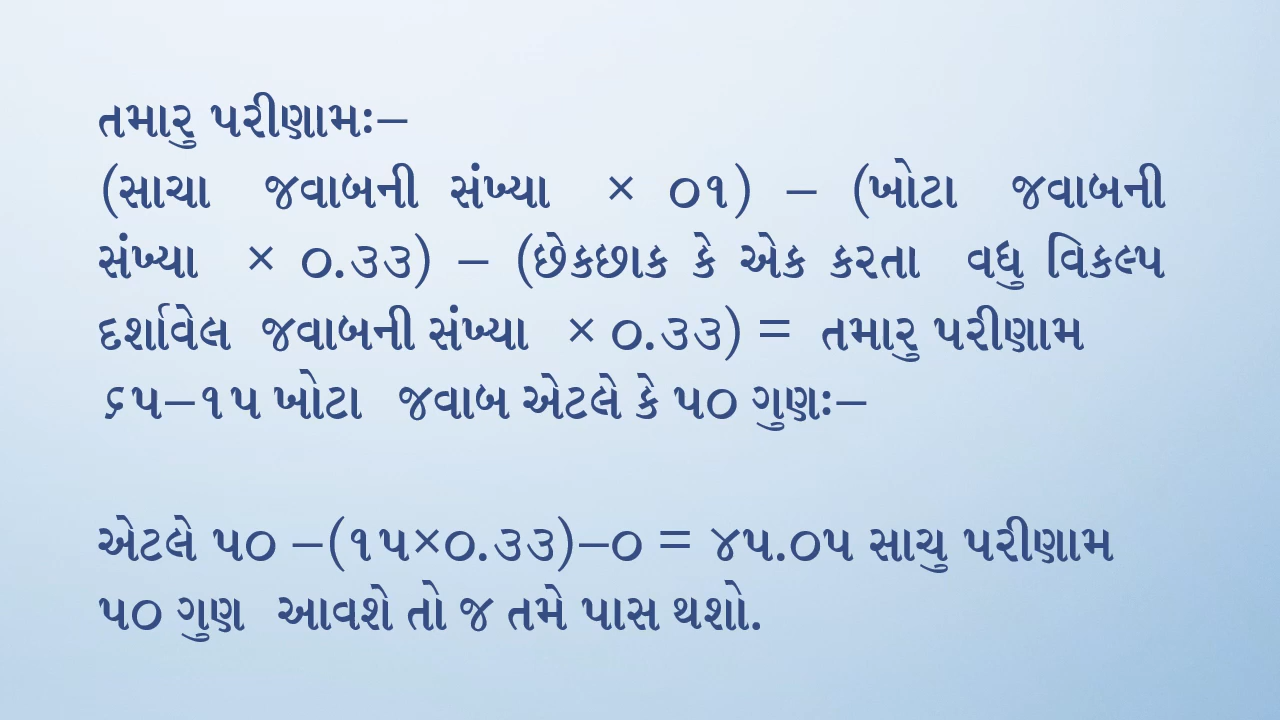 તમારુ પરીણામઃ–
(સાચા જવાબની સંખ્યા × ૦૧) – (ખોટા જવાબની
સંખ્યા × ૦.૩૩) – (છેકછાક કે એક કરતા વધુ વિકલ્પ
દર્શાવેલ જવાબની સંખ્યા × ૦.૩૩) = તમારુ પરીણામ
૬૫–૧૫ ખોટા જવાબ એટલે કે ૫૦ ગુણઃ–
એટલે ૫૦ –(૧૫×૦.૩૩)–૦ = ૪૫.૦૫ સાચુ પરીણામ
૫૦ ગુણ આવશે તો જ તમે પાસ થશો.